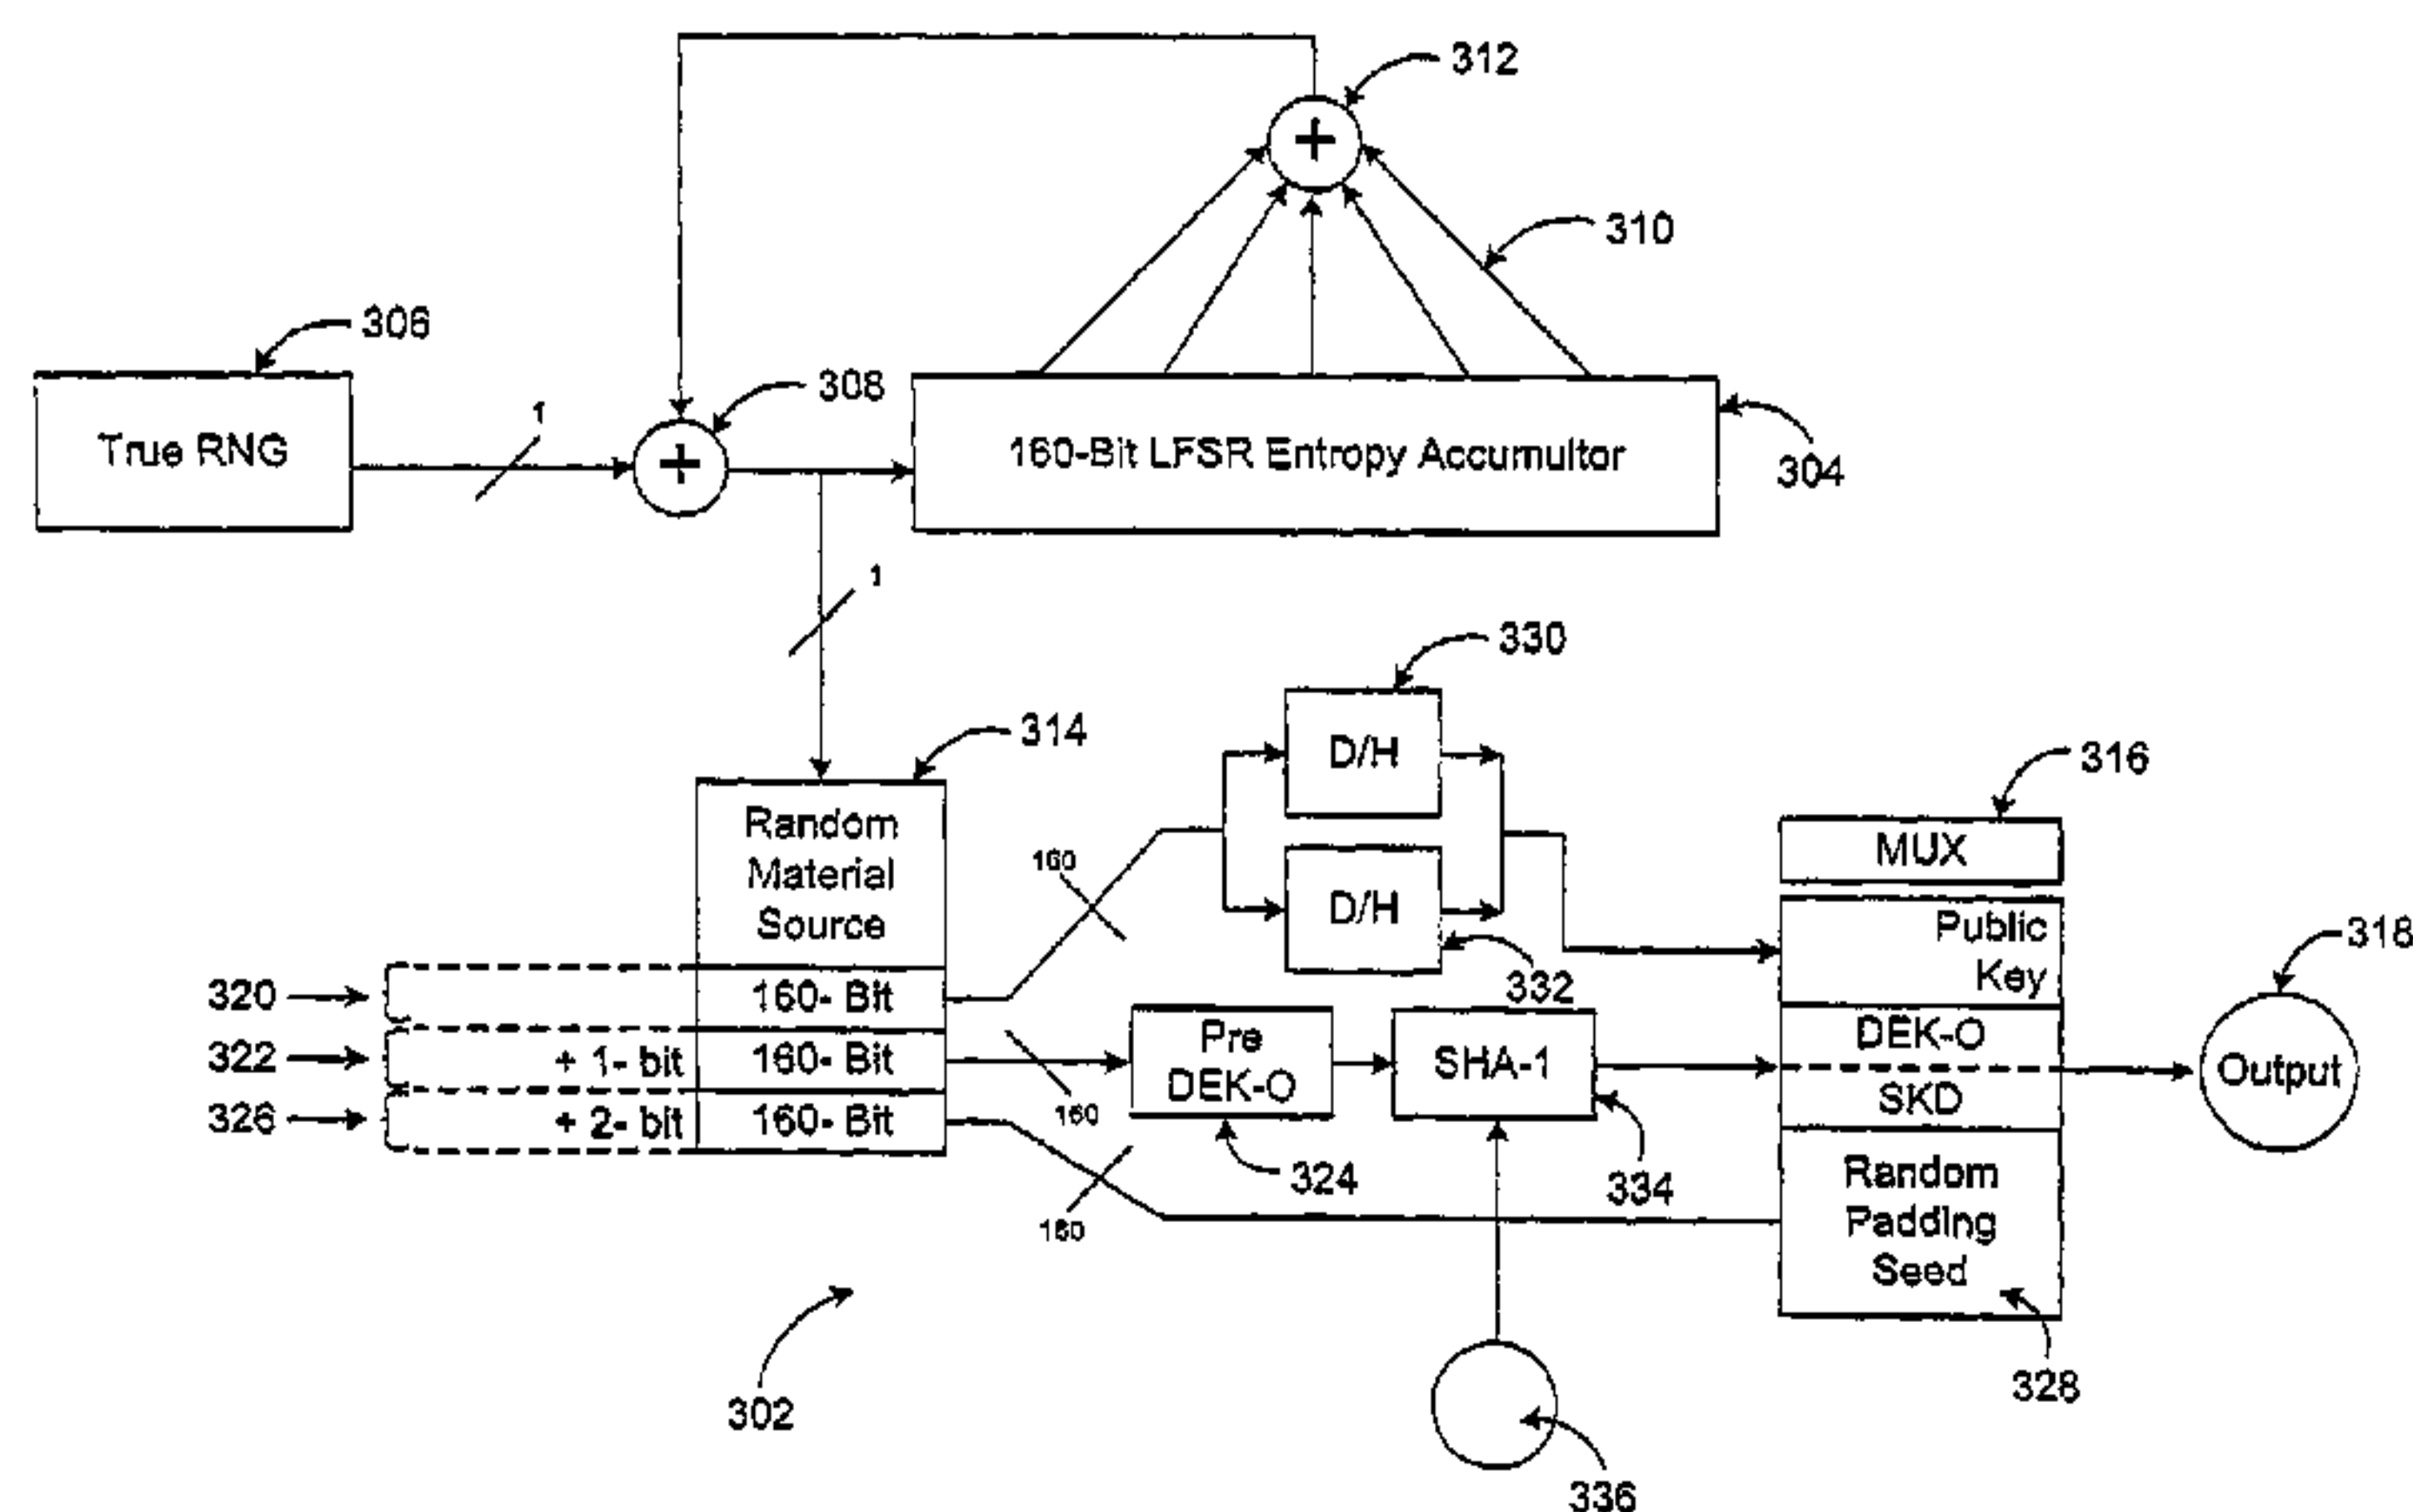 312
310
306
True RNG
1
308
160-Bit LFSR Entropy Accumultor
304
1
330
314
D/H
316
Random
Material
Source
160
MUX
D/H
Public
Key
318
332
320
160- Bit
322
+ 1- bit
160- Bit
160
Pre
DEK-O
SHA-1
DEK-O
SKD
Output
326
+ 2- bit
160- Bit
160
324
334
Random
Padding
Seed
302
328
336